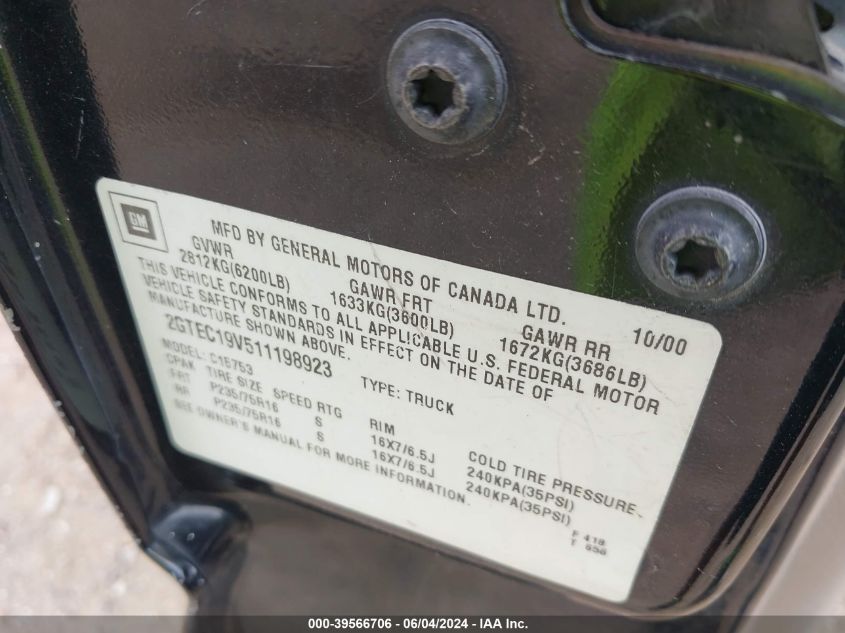 GM
MFD BY GENERAL MOTORS OF CANADA LTD. 10/00
GVWR GAWR FRT GAWR RR
2812KG(6200LB) 1633KG(3600LB) 1672KG(3686LB)
THIS VEHICLE CONFORMS TO ALL APPLICABLE U.S. FEDERAL MOTOR
VEHICLE SAFETY STANDARDS IN EFFECT ON THE DATE OF
MANUFACTURE SHOWN ABOVE.
2GTEC19V511198923
MODEL: C15753 TYPE: TRUCK
CPAK TIRE SIZE SPEED RTG RIM COLD TIRE PRESSURE
FRT P235/75R16 S 16X7/6.5J 240KPA(35PSI)
RR P235/75R16 S 16X7/6.5J 240KPA(35PSI)
SEE OWNER'S MANUAL FOR MORE INFORMATION.
F 418
T 558
000-39566706 - 06/04/2024 - IAA Inc.